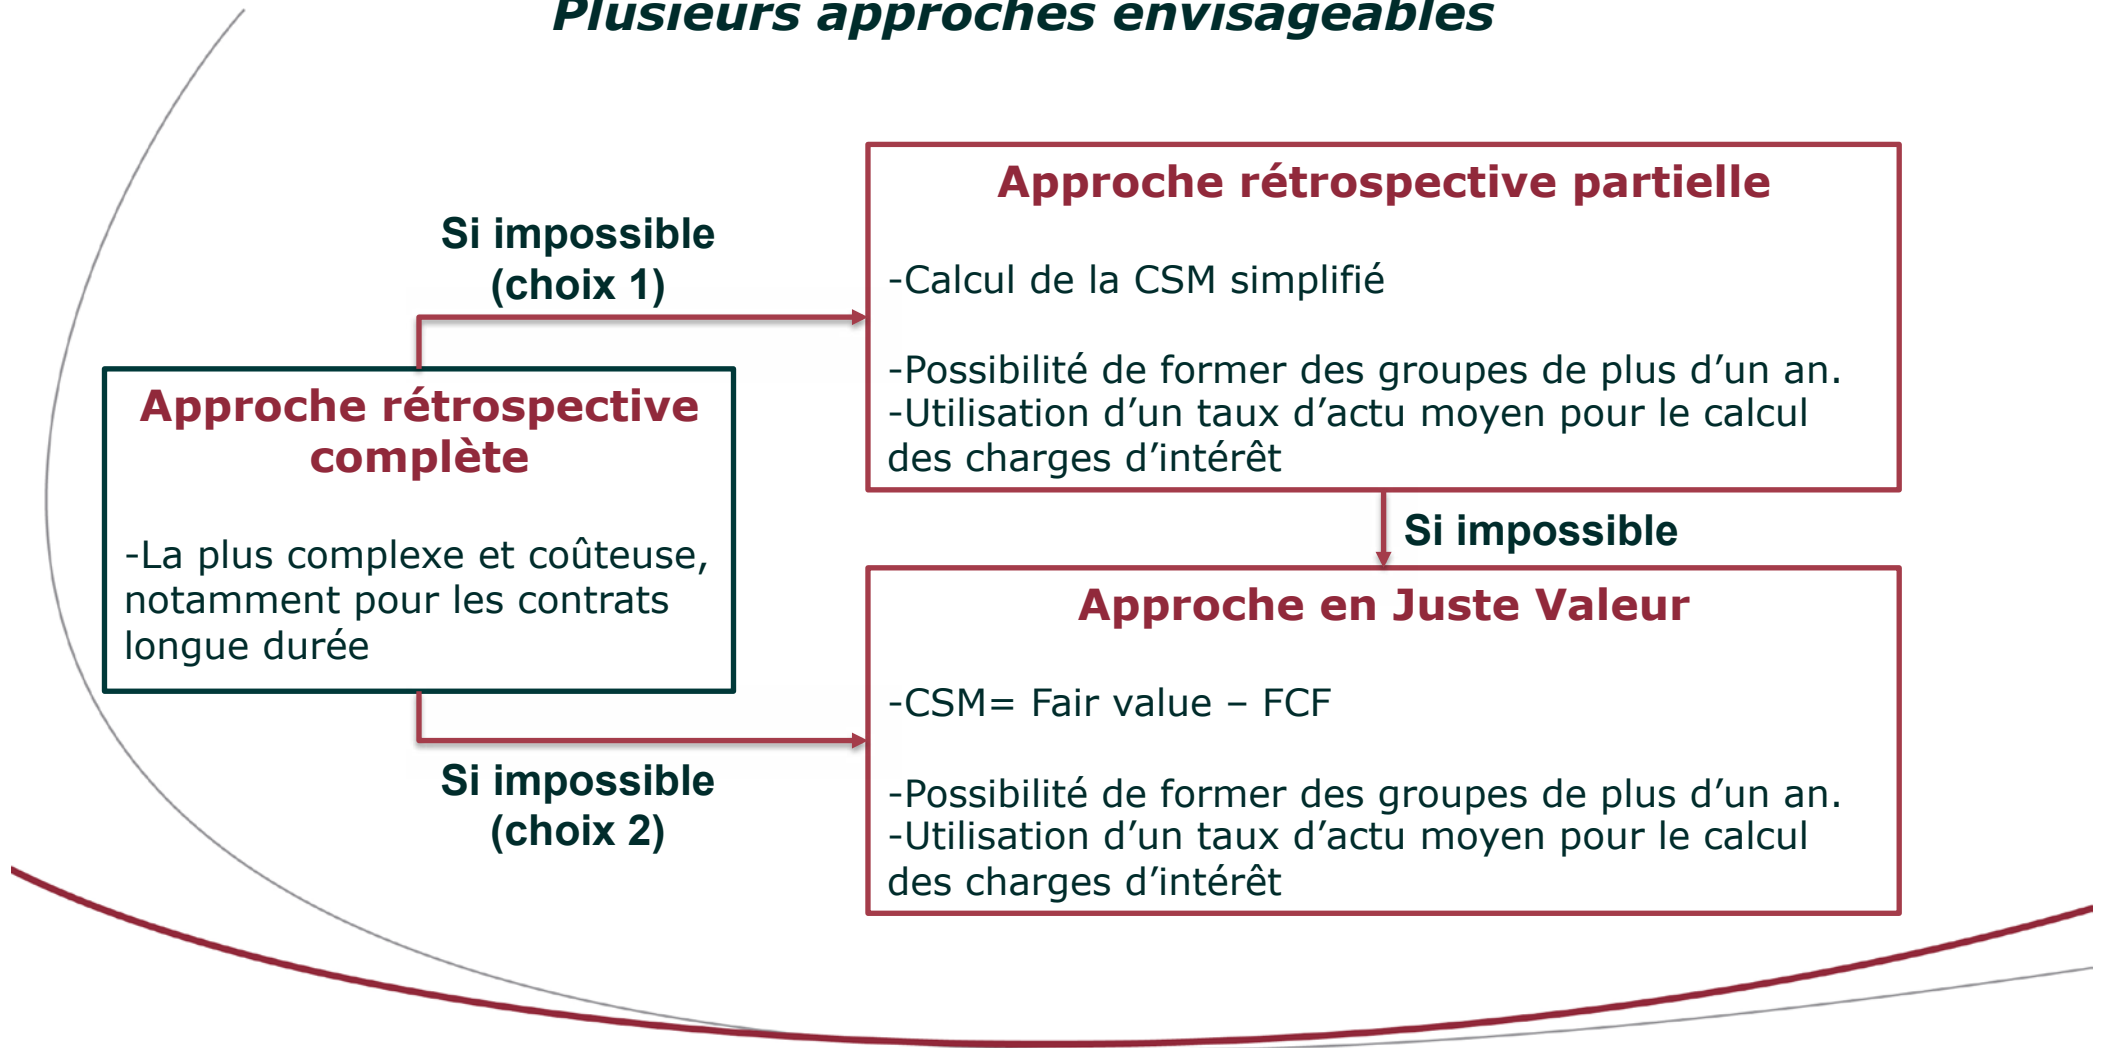 Plusieurs approches envisageables
Si impossible
(choix 1)
Approche rétrospective
complète
-La plus complexe et coûteuse,
notamment pour les contrats
longue durée
Si impossible
(choix 2)
Approche rétrospective partielle
-Calcul de la CSM simplifié
-Possibilité de former des groupes de plus d’un an.
-Utilisation d’un taux d’actu moyen pour le calcul
des charges d’intérêt
Si impossible
Approche en Juste Valeur
-CSM= Fair value – FCF
-Possibilité de former des groupes de plus d’un an.
-Utilisation d’un taux d’actu moyen pour le calcul
des charges d’intérêt